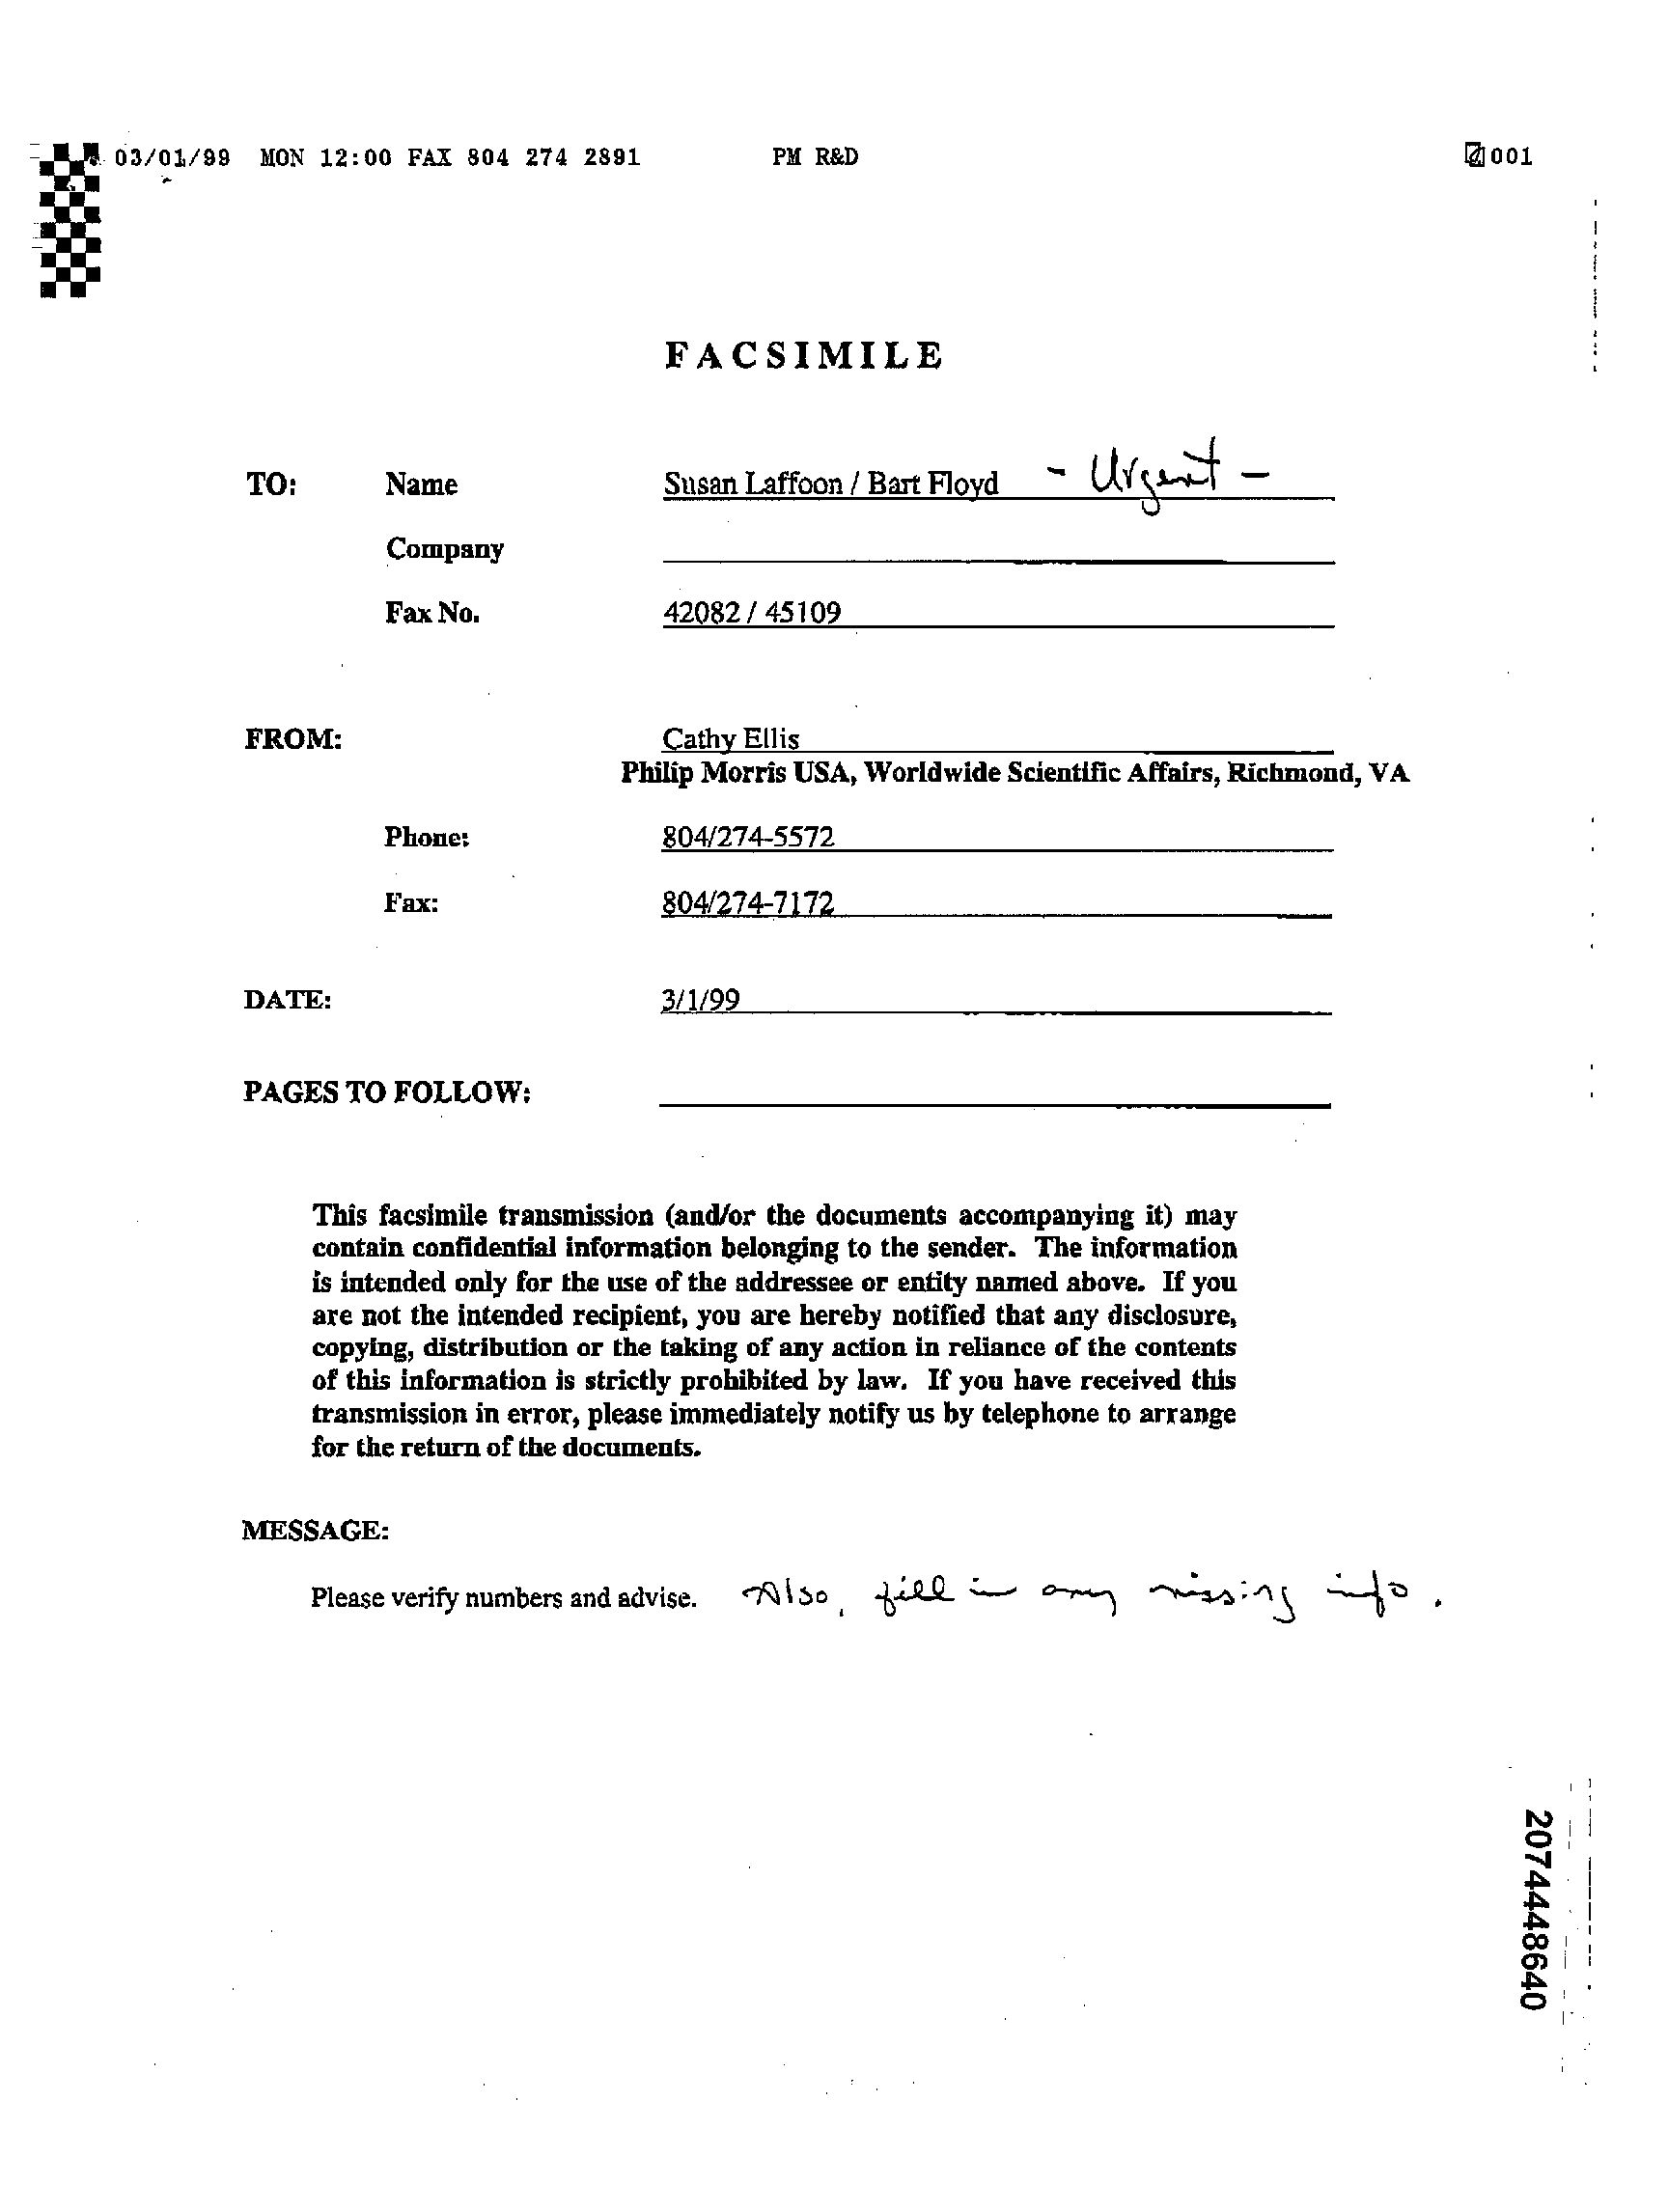 03/01/99 MON 12:00 FAX 804 274 2891 PM R&D 001
FACSIMILE
TO: Name Susan Laffoon / Bart Floyd - Urgent -
Company
Fax No. 42082 / 45109
FROM: Cathy Ellis
Philip Morris USA, Worldwide Scientific Affairs, Richmond, VA
Phone: 804/274-5572
Fax: 804/274-7172
DATE: 3/1/99
PAGES TO FOLLOW:
This facsimile transmission (and/or the documents accompanying it) may
contain confidential information belonging to the sender. The information
is intended only for the use of the addressee or entity named above. If you
are not the intended recipient, you are hereby notified that any disclosure,
copying, distribution or the taking of any action in reliance of the contents
of this information is strictly prohibited by law. If you have received this
transmission in error, please immediately notify us by telephone to arrange
for the return of the documents.
MESSAGE:
Please verify numbers and advise. Also, fill in any missing info.
2074448640